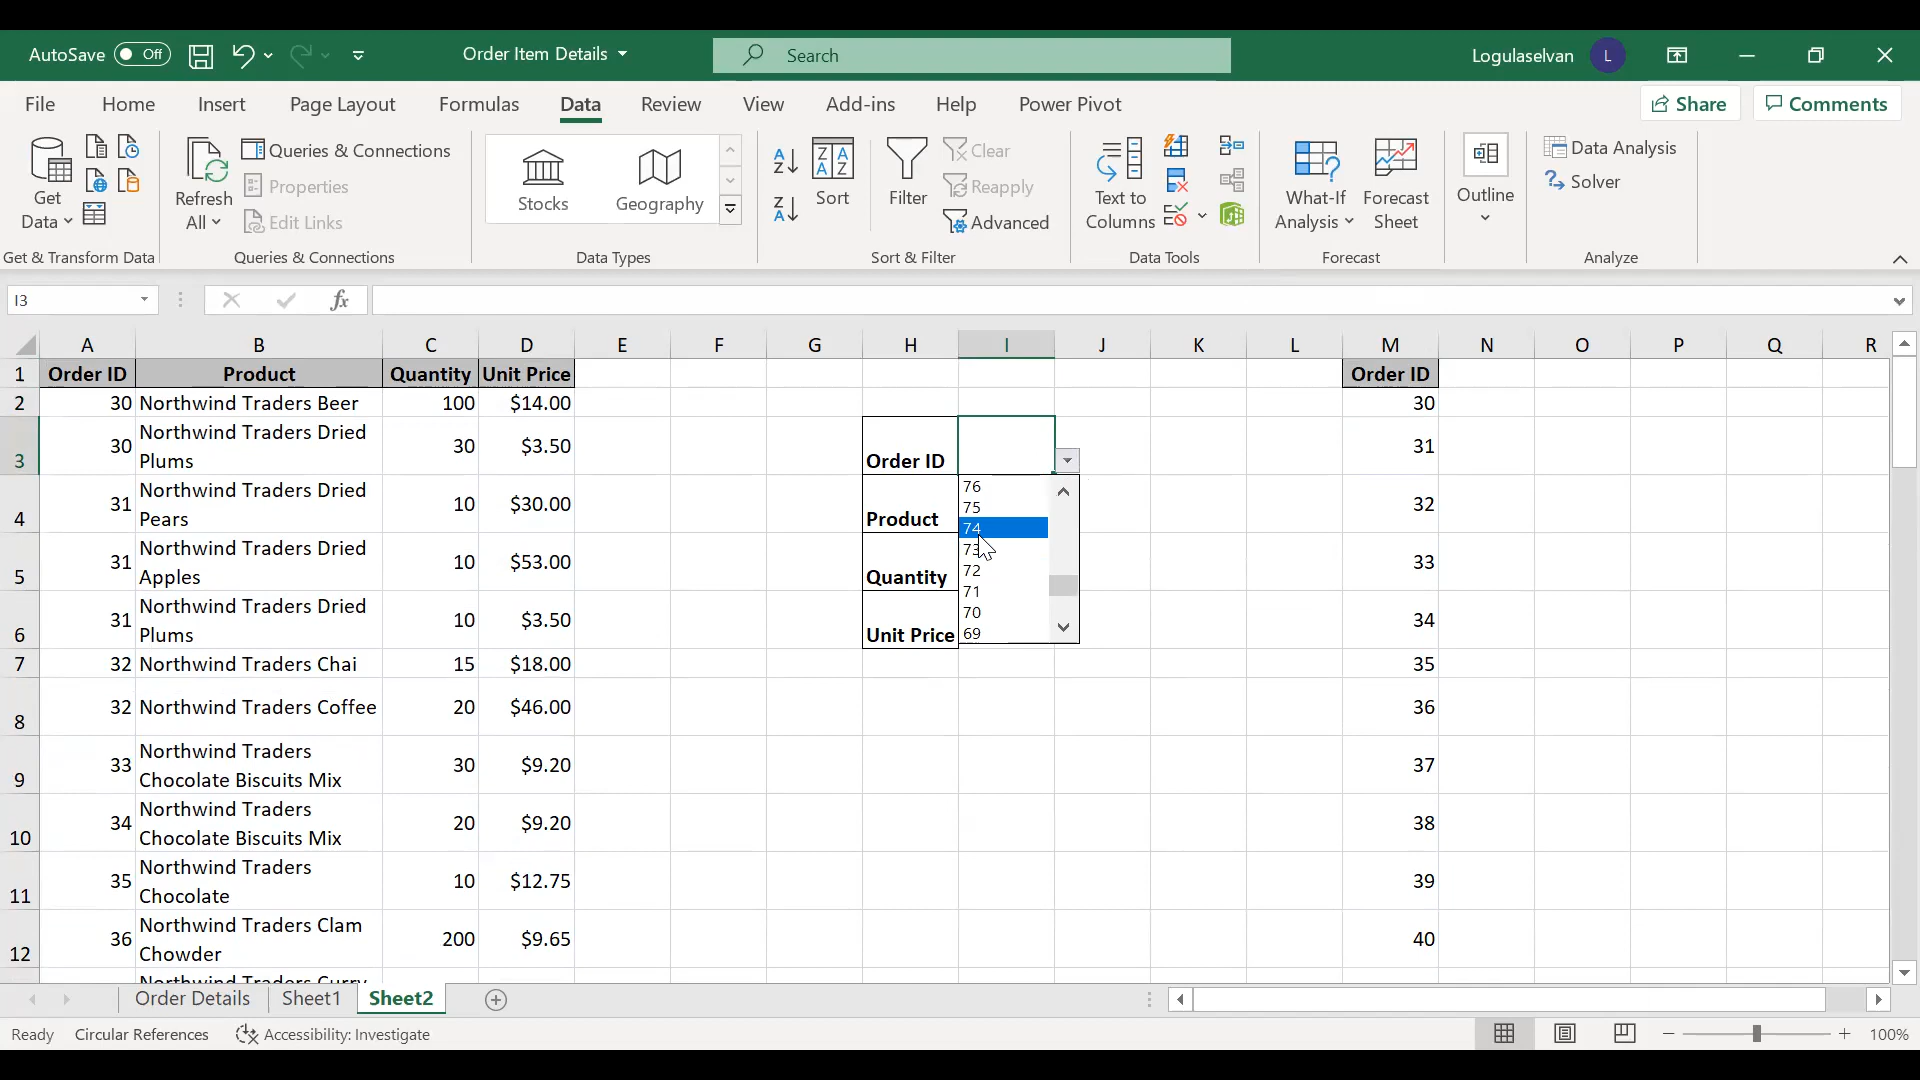 AutoSave Off Order Item Details Search Logulaselvan L
File Home Insert Page Layout Formulas Data Review View Add-ins Help Power Pivot Share Comments
Get
Data
Get & Transform Data
Refresh
All
Queries & Connections
Properties
Edit Links
Queries & Connections
Stocks Geography
Data Types
A
Z
Z
A
Z A
A Z
Sort
Filter
Clear
Reapply
Advanced
Sort & Filter
Text to
Columns
Data Tools
What-If
Analysis
Forecast
Sheet
Forecast
Outline
Data Analysis
Solver
Analyze
I3 fx
A B C D E F G H I J K L M N O P Q R
1 Order ID Product Quantity Unit Price Order ID
2 30 Northwind Traders Beer 100 $14.00 30
3 30 Northwind Traders Dried
Plums 30 $3.50 Order ID 31
4 31 Northwind Traders Dried
Pears 10 $30.00 Product 32
5 31 Northwind Traders Dried
Apples 10 $53.00 Quantity 33
6 31 Northwind Traders Dried
Plums 10 $3.50 Unit Price 34
76
75
74
73
72
71
70
69
7 32 Northwind Traders Chai 15 $18.00 35
8 32 Northwind Traders Coffee 20 $46.00 36
9 33 Northwind Traders
Chocolate Biscuits Mix 30 $9.20 37
10 34 Northwind Traders
Chocolate Biscuits Mix 20 $9.20 38
11 35 Northwind Traders
Chocolate 10 $12.75 39
12 36 Northwind Traders Clam
Chowder 200 $9.65 40
Northwind Traders Curry
Order Details Sheet1 Sheet2
Ready Circular References Accessibility: Investigate 100%